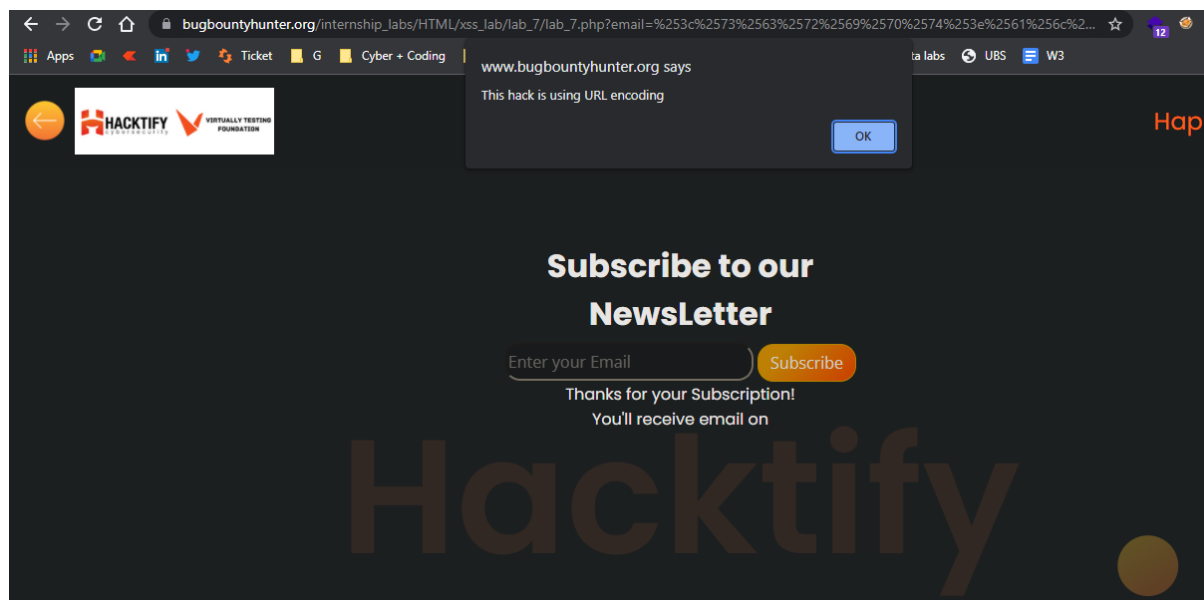 bugbountyhunter.org/internship_labs/HTML/xss_lab/lab_7/lab_7.php?email=%253c%2573%2563%2572%2569%2570%2574%253e%2561%256c%2...
12
Apps Ticket G Cyber + Coding ta labs UBS W3
www.bugbountyhunter.org says
This hack is using URL encoding
OK
HACKTIFY
cybersecurity
VIRTUALLY TESTING
FOUNDATION
Hap
Subscribe to our
NewsLetter
Enter your Email Subscribe
Thanks for your Subscription!
You'll receive email on
Hacktify